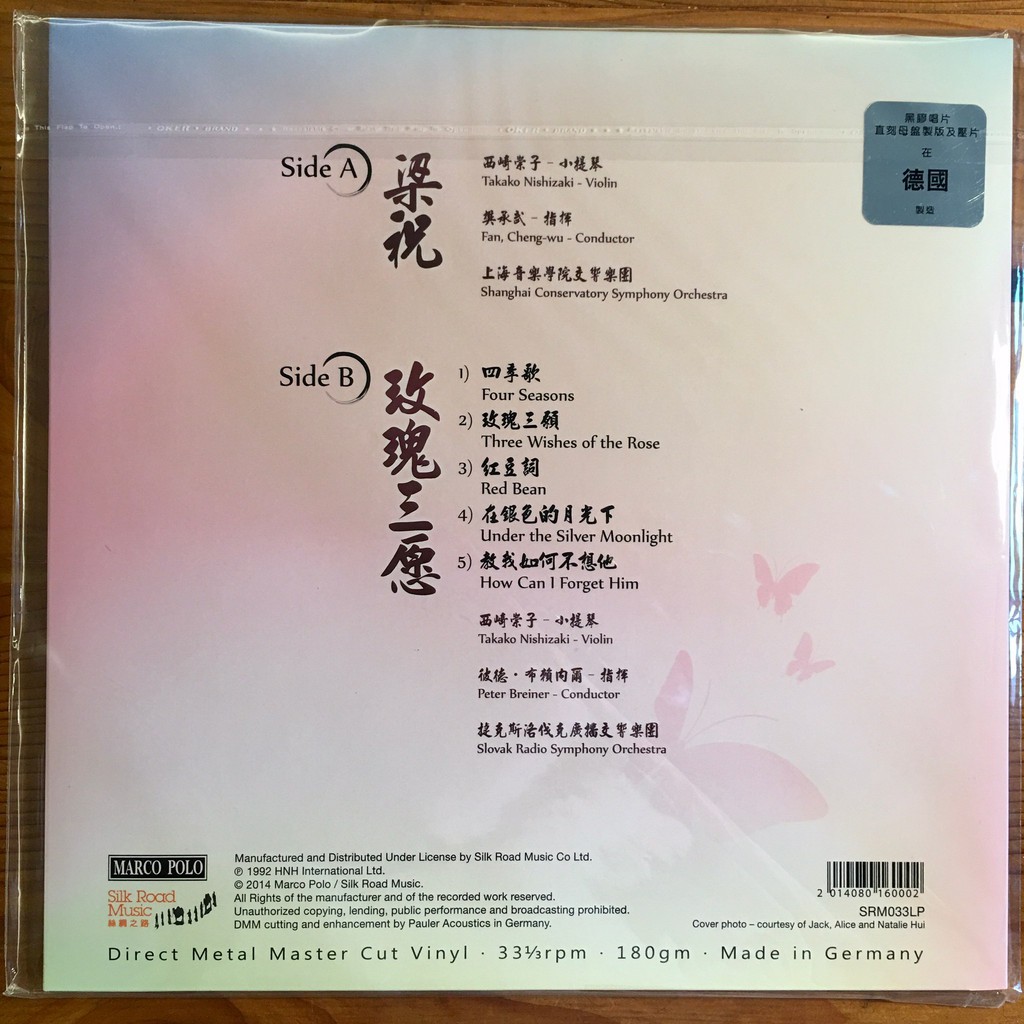 This Flap To Open
黑膠唱片
直刻母盤製版及壓片
在
德國
製造
Side A
梁祝
西崎崇子 - 小提琴
Takako Nishizaki - Violin
樊承武 - 指揮
Fan, Cheng-wu - Conductor
上海音樂學院交響樂團
Shanghai Conservatory Symphony Orchestra
Side B
玫瑰三愿
1) 四季歌
Four Seasons
2) 玫瑰三願
Three Wishes of the Rose
3) 紅豆詞
Red Bean
4) 在銀色的月光下
Under the Silver Moonlight
5) 教我如何不想他
How Can I Forget Him
西崎崇子 - 小提琴
Takako Nishizaki - Violin
彼德·布賴內爾 - 指揮
Peter Breiner - Conductor
捷克斯洛伐克廣播交響樂團
Slovak Radio Symphony Orchestra
MARCO POLO
Silk Road
Music
絲綢之路
Manufactured and Distributed Under License by Silk Road Music Co Ltd.
℗ 1992 HNH International Ltd.
© 2014 Marco Polo / Silk Road Music.
All Rights of the manufacturer and of the recorded work reserved.
Unauthorized copying, lending, public performance and broadcasting prohibited.
DMM cutting and enhancement by Pauler Acoustics in Germany.
2 014080 160002
SRM033LP
Cover photo – courtesy of Jack, Alice and Natalie Hui
Direct Metal Master Cut Vinyl · 33⅓rpm · 180gm · Made in Germany